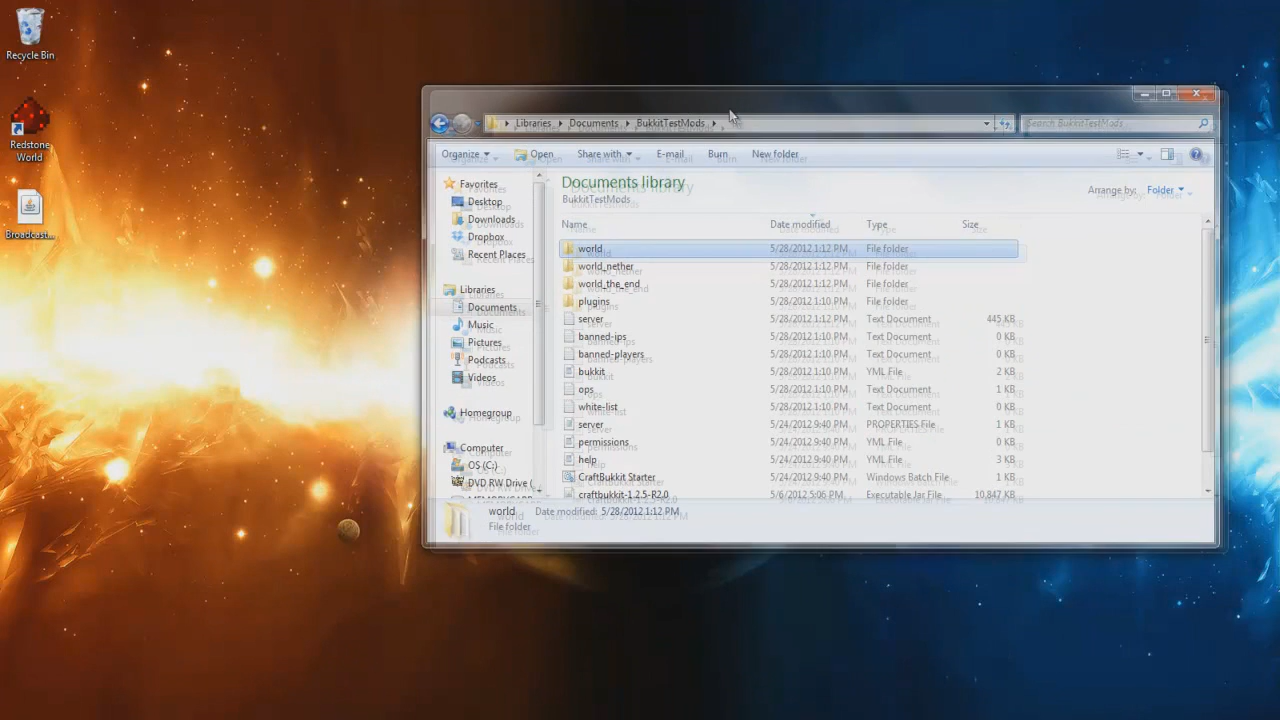 Recycle Bin
Redstone
World
Broadcast...
Libraries ▸ Documents ▸ BukkitTestMods ▸
Search BukkitTestMods
Organize Open Share with E-mail Burn New folder
Documents library
BukkitTestMods
Arrange by: Folder
Favorites
Desktop
Downloads
Dropbox
Recent Places
Libraries
Documents
Music
Pictures
Podcasts
Videos
Homegroup
Computer
OS (C:)
DVD RW Drive (
Name Date modified Type Size
world 5/28/2012 1:12 PM File folder
world_nether 5/28/2012 1:12 PM File folder
world_the_end 5/28/2012 1:12 PM File folder
plugins 5/28/2012 1:10 PM File folder
server 5/28/2012 1:12 PM Text Document 445 KB
banned-ips 5/28/2012 1:10 PM Text Document 0 KB
banned-players 5/28/2012 1:10 PM Text Document 0 KB
bukkit 5/28/2012 1:10 PM YML File 2 KB
ops 5/28/2012 1:10 PM Text Document 1 KB
white-list 5/28/2012 1:10 PM Text Document 0 KB
server 5/24/2012 9:40 PM PROPERTIES File 1 KB
permissions 5/24/2012 9:40 PM YML File 0 KB
help 5/24/2012 9:40 PM YML File 3 KB
CraftBukkit Starter 5/24/2012 9:40 PM Windows Batch File 1 KB
craftbukkit-1.2.5-R2.0 5/6/2012 5:06 PM Executable Jar File 10,847 KB
world Date modified: 5/28/2012 1:12 PM
File folder